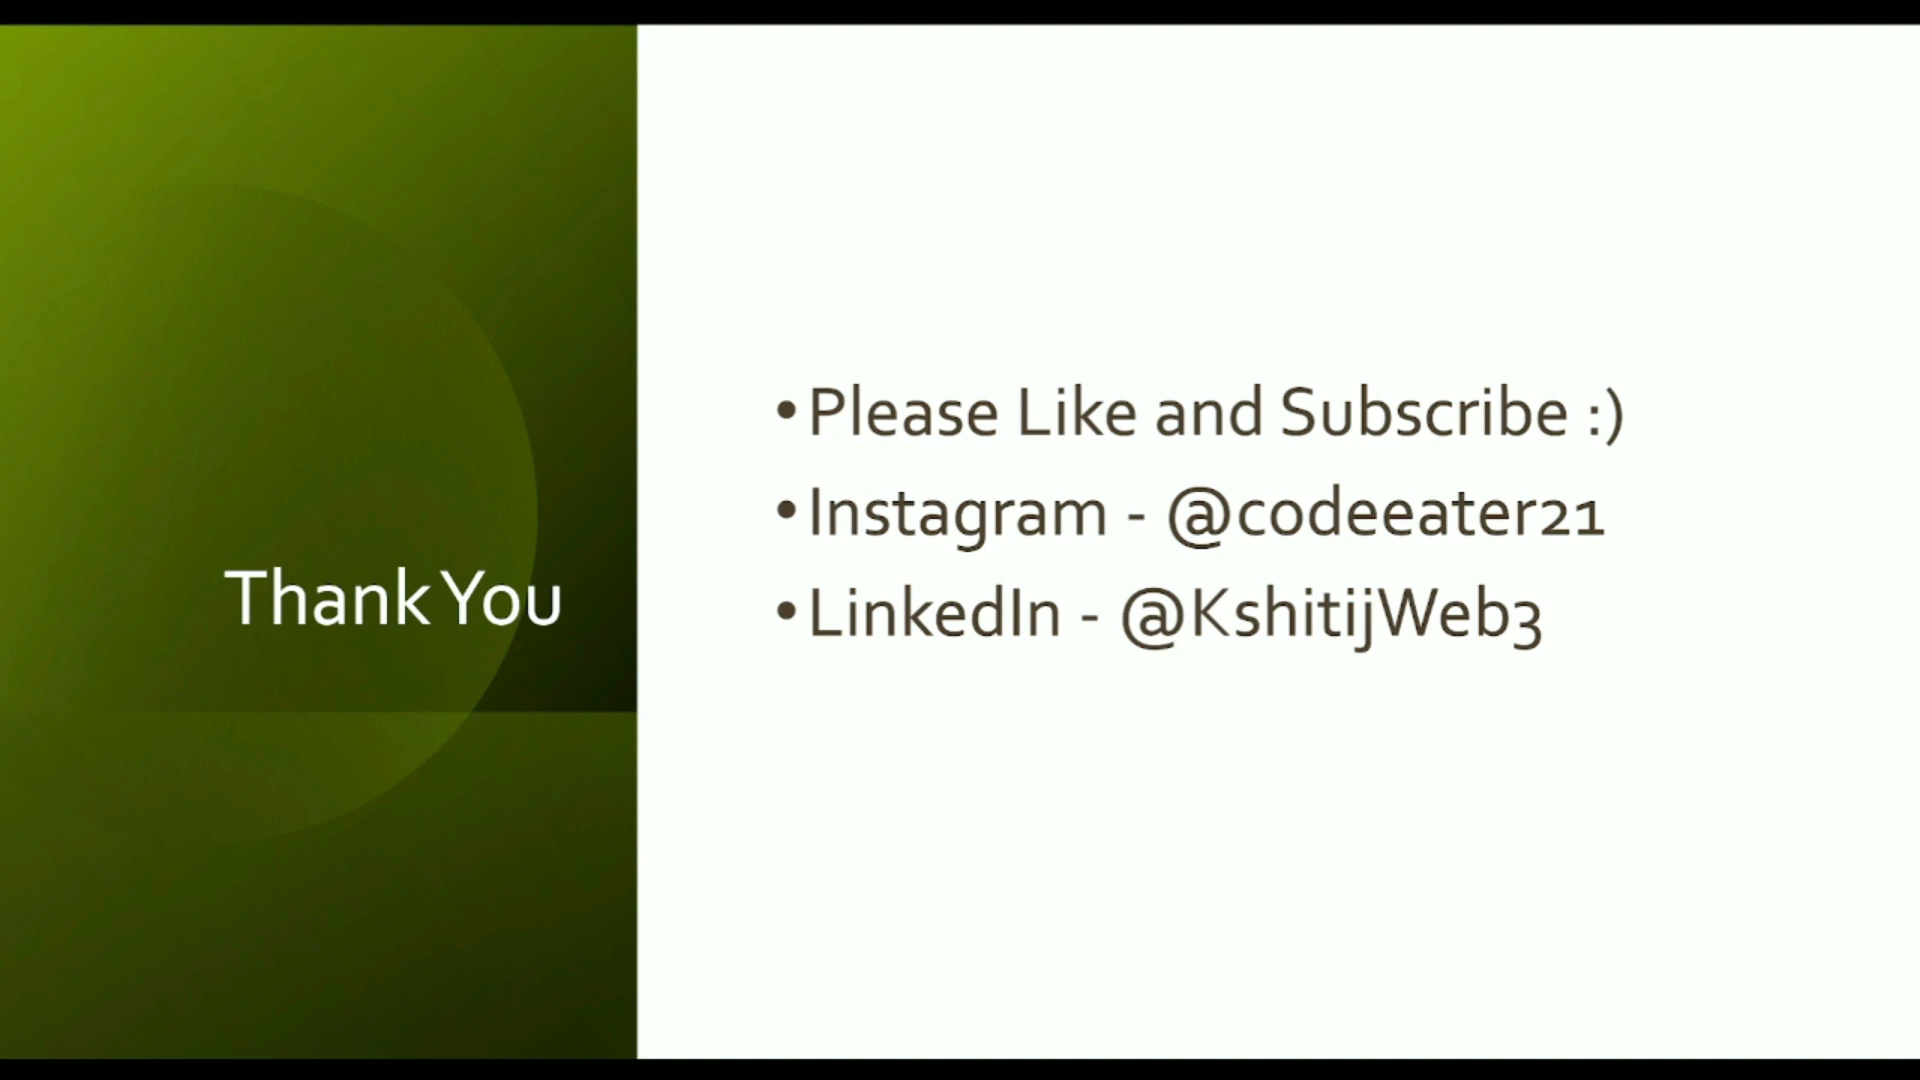 Thank You
• Please Like and Subscribe :)
• Instagram - @codeeater21
• LinkedIn - @KshitijWeb3